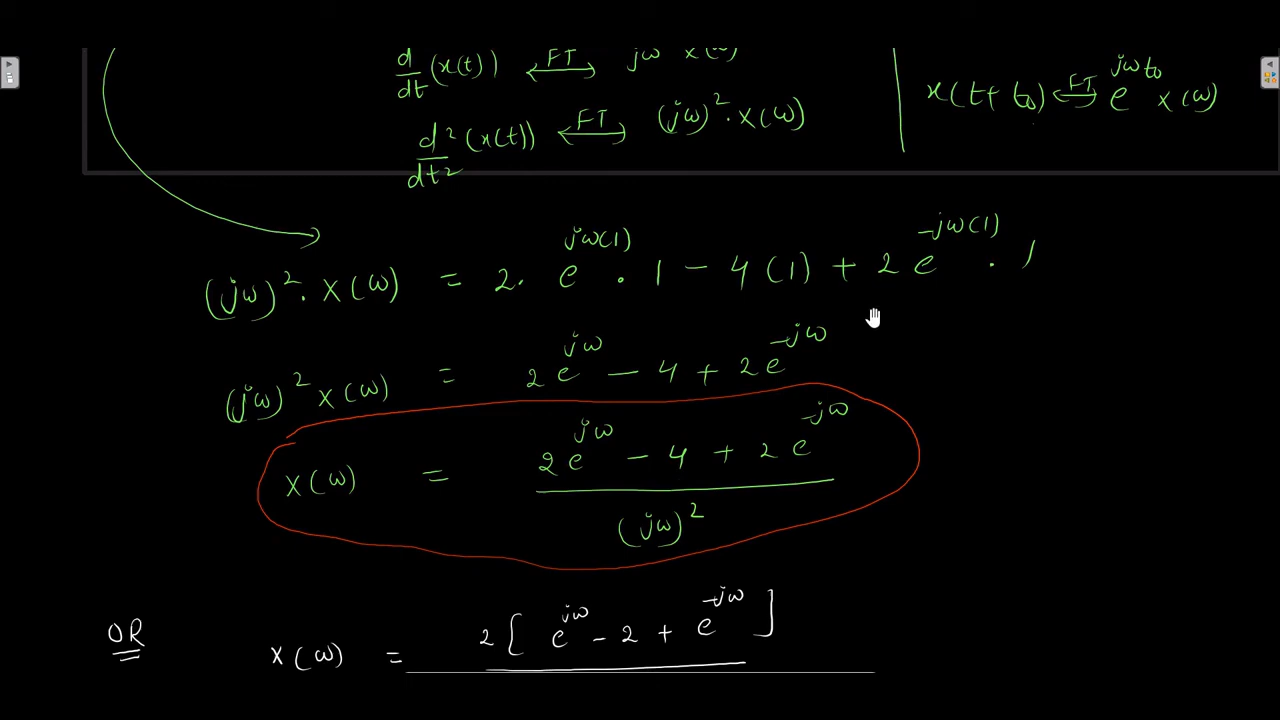 d/dt (x(t)) ←FT→ jω X(ω)
x(t+t₀) ←FT→ e^{jωt₀} X(ω)
d²/dt² (x(t)) ←FT→ (jω)²·X(ω)
(jω)²·X(ω) = 2·e^{jω(1)}·1 − 4(1) + 2e^{−jω(1)}·1
(jω)² X(ω) = 2e^{jω} − 4 + 2e^{−jω}
X(ω) = (2e^{jω} − 4 + 2e^{−jω}) / (jω)²
OR X(ω) = 2[e^{jω} − 2 + e^{−jω}]